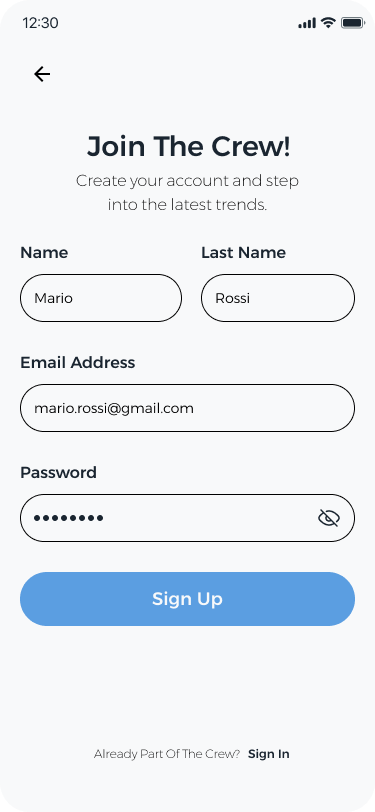 12:30
Join The Crew!
Create your account and step
into the latest trends.
Name Last Name
Mario Rossi
Email Address
mario.rossi@gmail.com
Password
••••••••
Sign Up
Already Part Of The Crew? Sign In